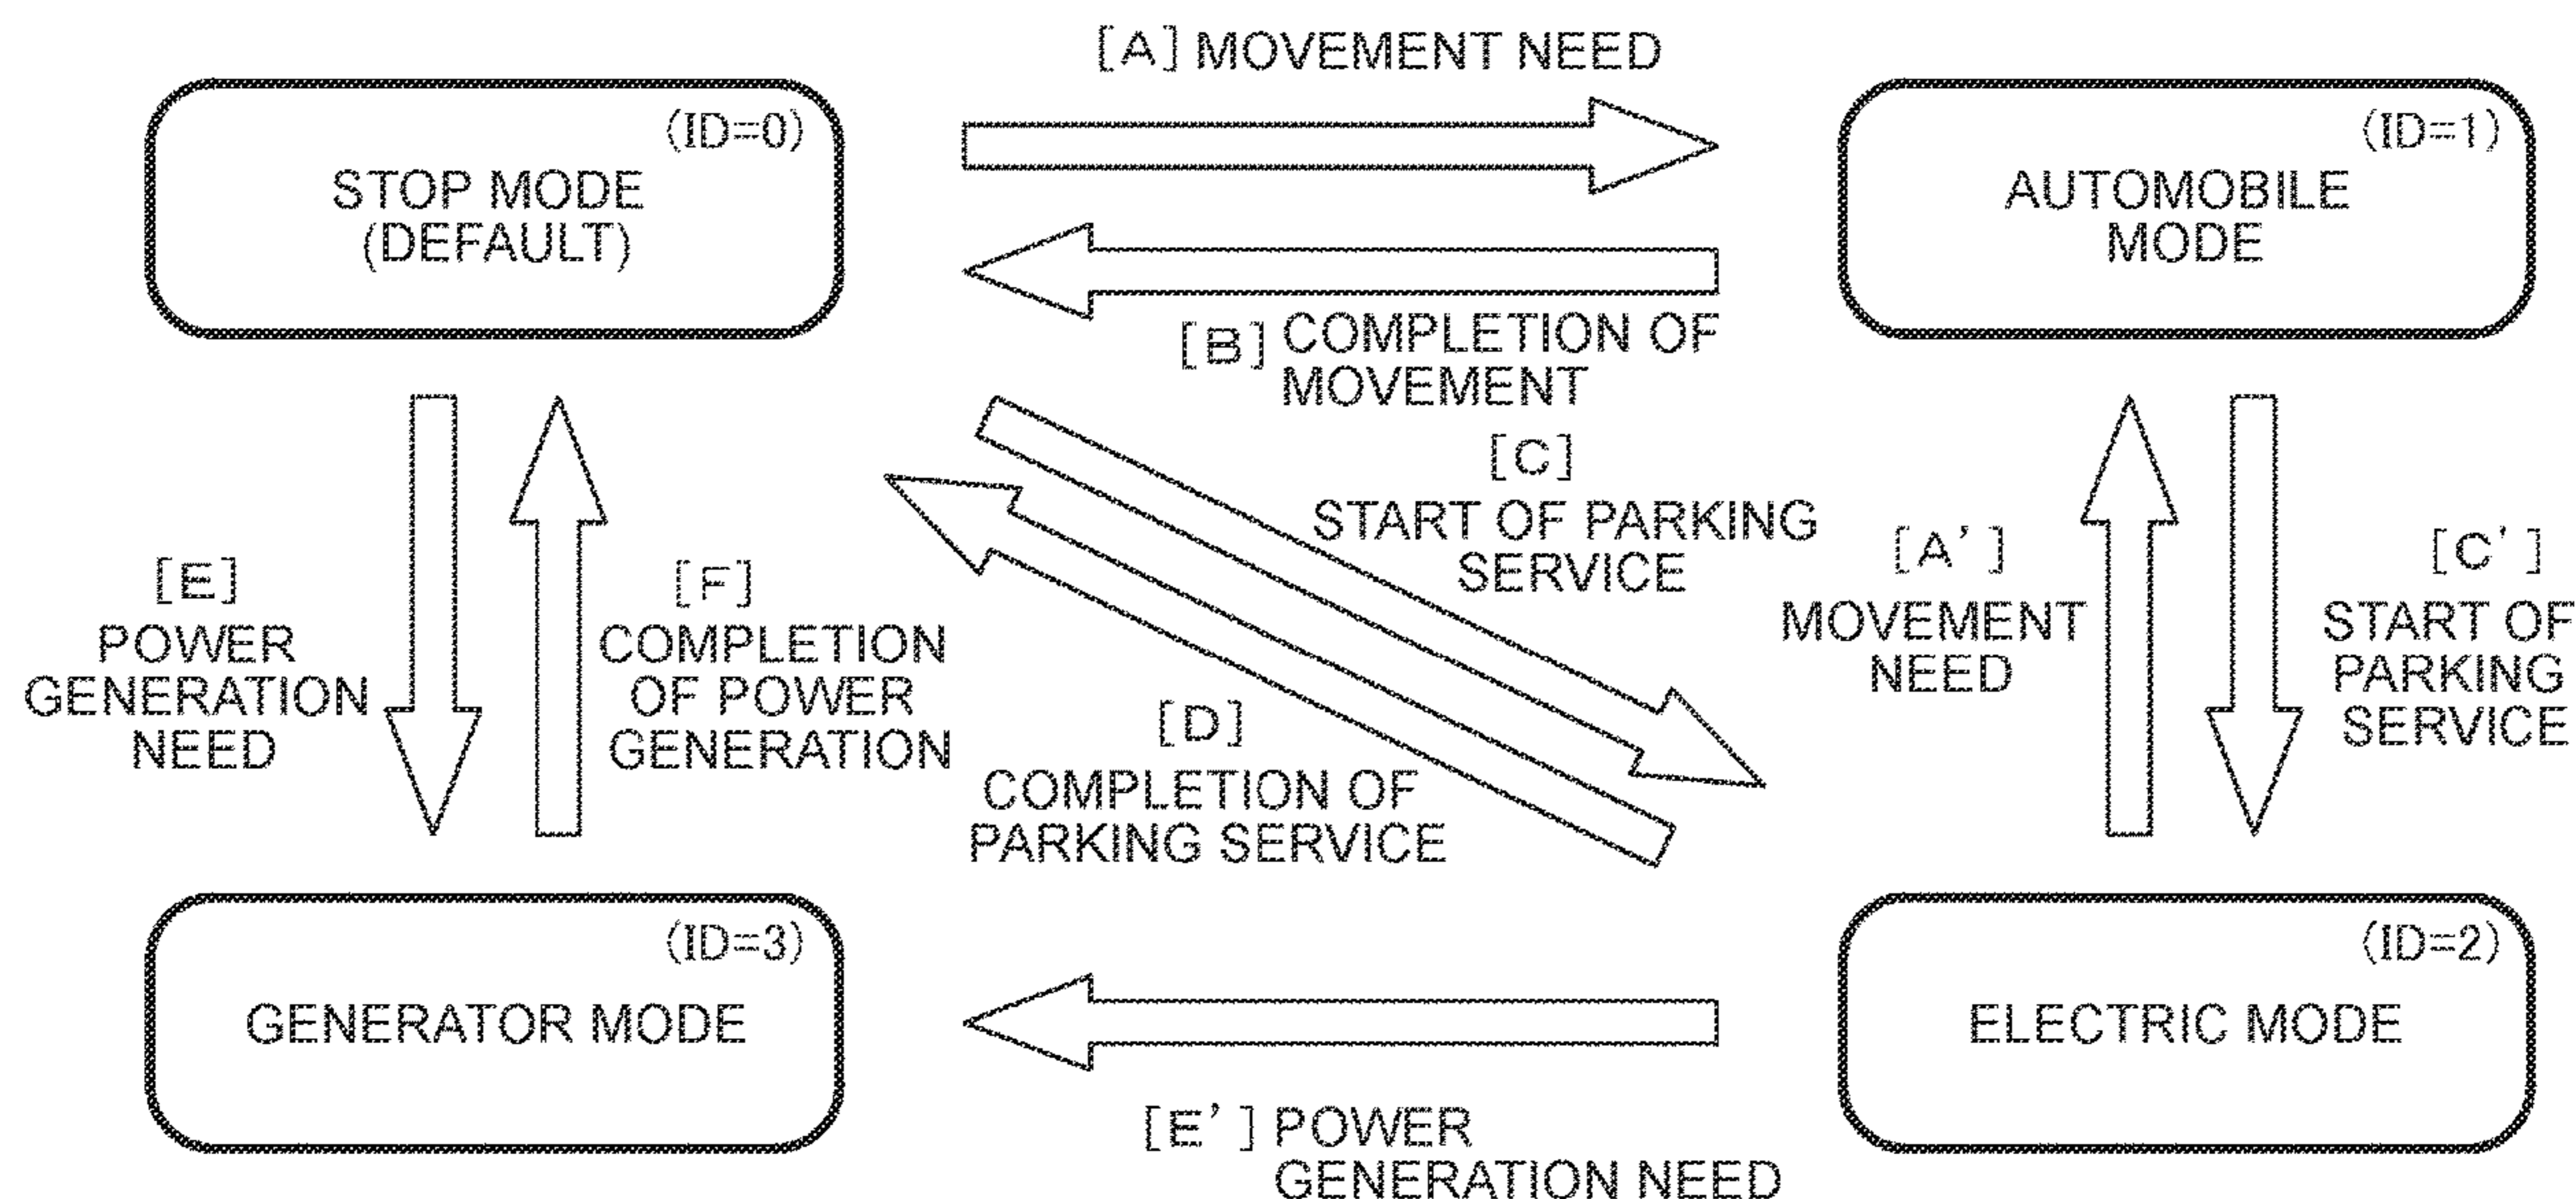 [A] MOVEMENT NEED
(ID=0)
STOP MODE
(DEFAULT)
(ID=1)
AUTOMOBILE
MODE
[B] COMPLETION OF
MOVEMENT
[C]
START OF PARKING
SERVICE
[D]
COMPLETION OF
PARKING SERVICE
[E]
POWER
GENERATION
NEED
[F]
COMPLETION
OF POWER
GENERATION
[A']
MOVEMENT
NEED
[C']
START OF
PARKING
SERVICE
(ID=3)
GENERATOR MODE
(ID=2)
ELECTRIC MODE
[E'] POWER
GENERATION NEED